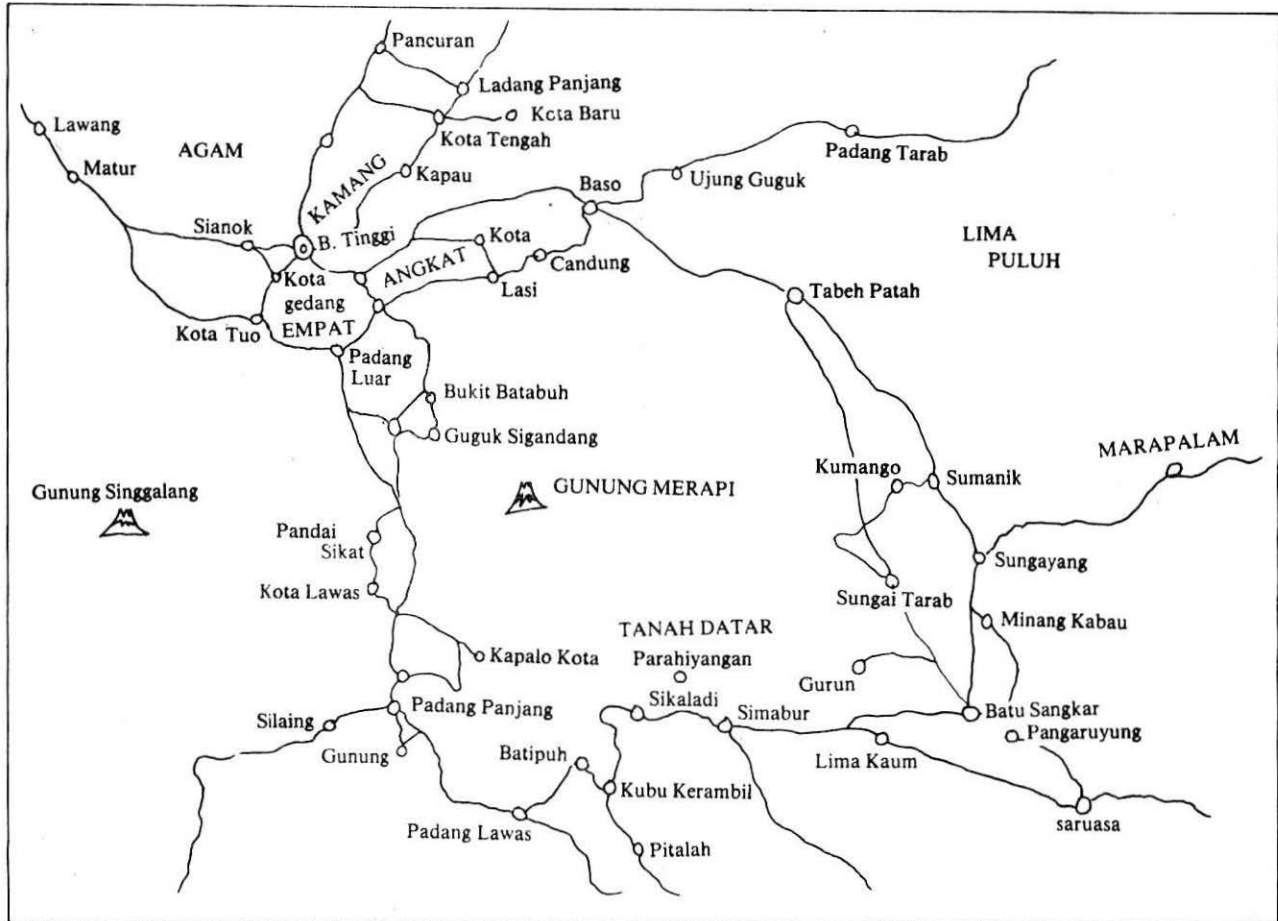 Pancuran
Ladang Panjang
Kota Baru
Lawang
AGAM
Kota Tengah
Padang Tarab
Matur
KAMANG
Kapau
Ujung Guguk
Baso
Sianok
B. Tinggi
Kota
LIMA
PULUH
ANGKAT
Candung
Kota
gedang
Lasi
Tabeh Patah
Kota Tuo
EMPAT
Padang
Luar
Bukit Batabuh
Guguk Sigandang
MARAPALAM
Kumango
Sumanik
Gunung Singgalang
GUNUNG MERAPI
Pandai
Sikat
Sungayang
Kota Lawas
Sungai Tarab
Minang Kabau
TANAH DATAR
Kapalo Kota
Parahiyangan
Gurun
Sikaladi
Padang Panjang
Simabur
Batu Sangkar
Silaing
Pangaruyung
Gunung
Batipuh
Lima Kaum
Kubu Kerambil
Padang Lawas
saruasa
Pitalah